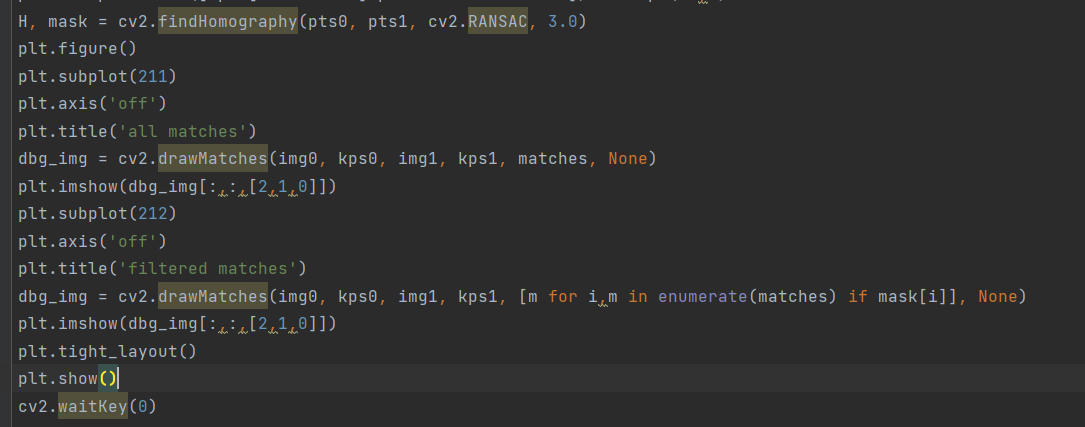 H, mask = cv2.findHomography(pts0, pts1, cv2.RANSAC, 3.0)
plt.figure()
plt.subplot(211)
plt.axis('off')
plt.title('all matches')
dbg_img = cv2.drawMatches(img0, kps0, img1, kps1, matches, None)
plt.imshow(dbg_img[:,:,[2,1,0]])
plt.subplot(212)
plt.axis('off')
plt.title('filtered matches')
dbg_img = cv2.drawMatches(img0, kps0, img1, kps1, [m for i,m in enumerate(matches) if mask[i]], None)
plt.imshow(dbg_img[:,:,[2,1,0]])
plt.tight_layout()
plt.show()
cv2.waitKey(0)